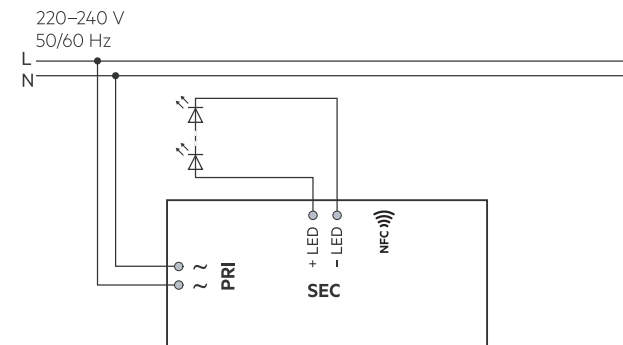 220–240 V
50/60 Hz
L
N
+ LED
– LED
NFC
~
~
PRI
SEC